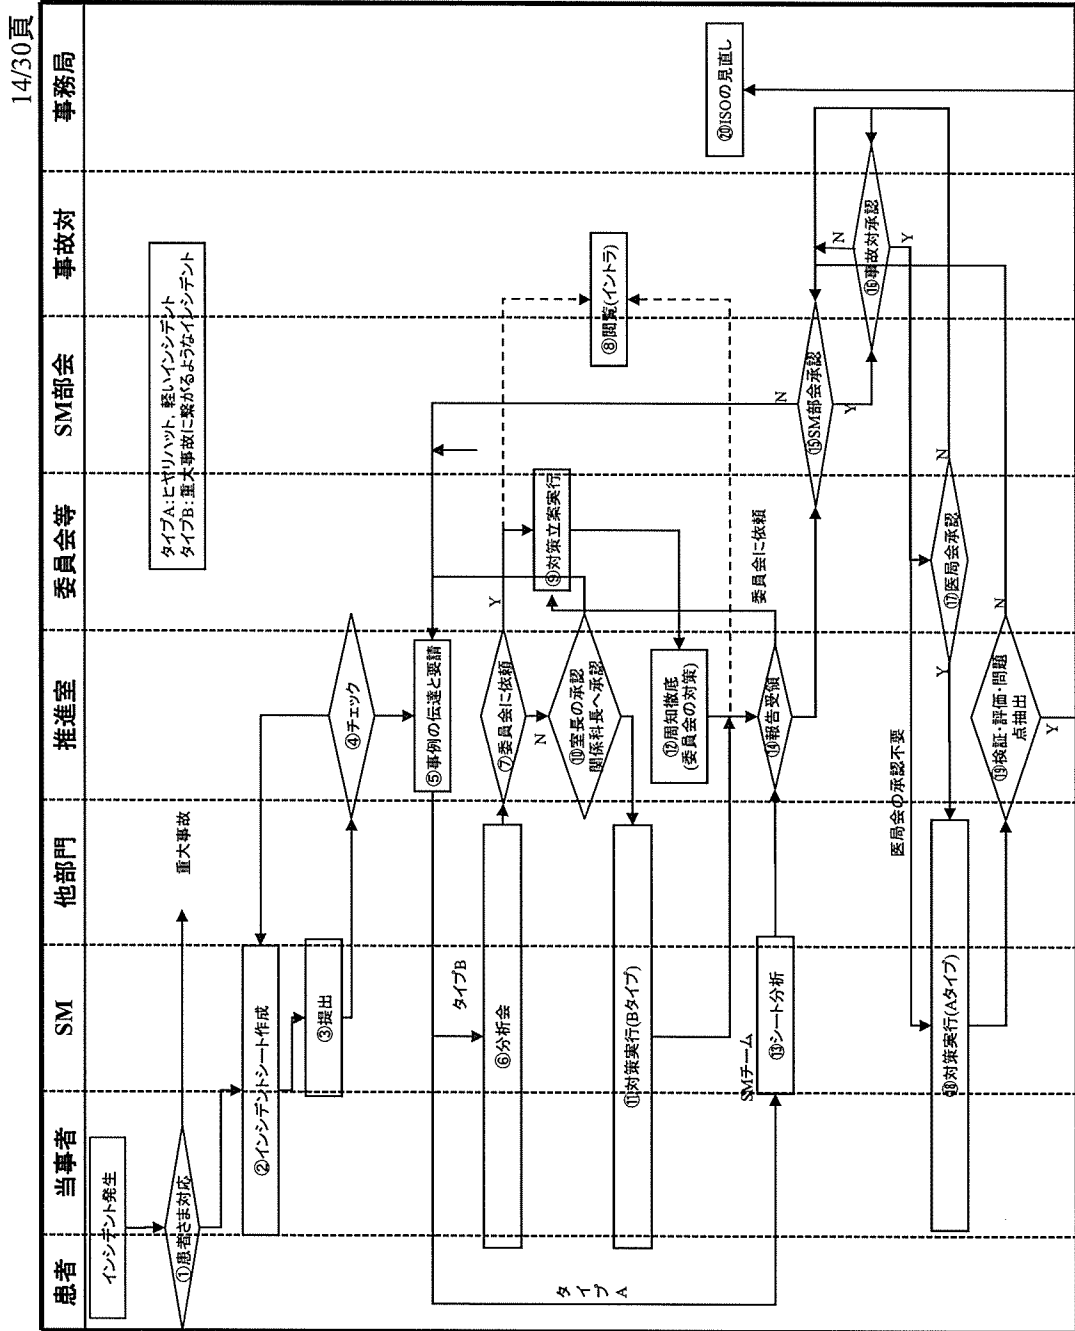 14/30頁
患者
当事者
SM
他部門
推進室
委員会等
SM部会
事故対
事務局
タイプA:ヒヤリハット, 軽いインシデント
タイプB:重大事故に繋がるようなインシデント
インシデント発生
①患者さま対応
重大事故
②インシデントシート作成
③提出
④チェック
⑤事例の伝達と要請
タイプB
タイプA
⑥分析会
⑦委員会に依頼
Y
N
⑧閲覧(イントラ)
⑨対策立案実行
⑩室長の承認
関係科長へ承認
⑪対策実行(Bタイプ)
⑫周知徹底
(委員会の対策)
SMチーム
⑬シート分析
⑭報告受領
委員会に依頼
⑮SM部会承認
N
Y
⑯事故対承認
N
Y
医局会の承認不要
⑰医局会承認
N
Y
⑱対策実行(Aタイプ)
⑲検証・評価・問題
点抽出
N
Y
⑳ISOの見直し